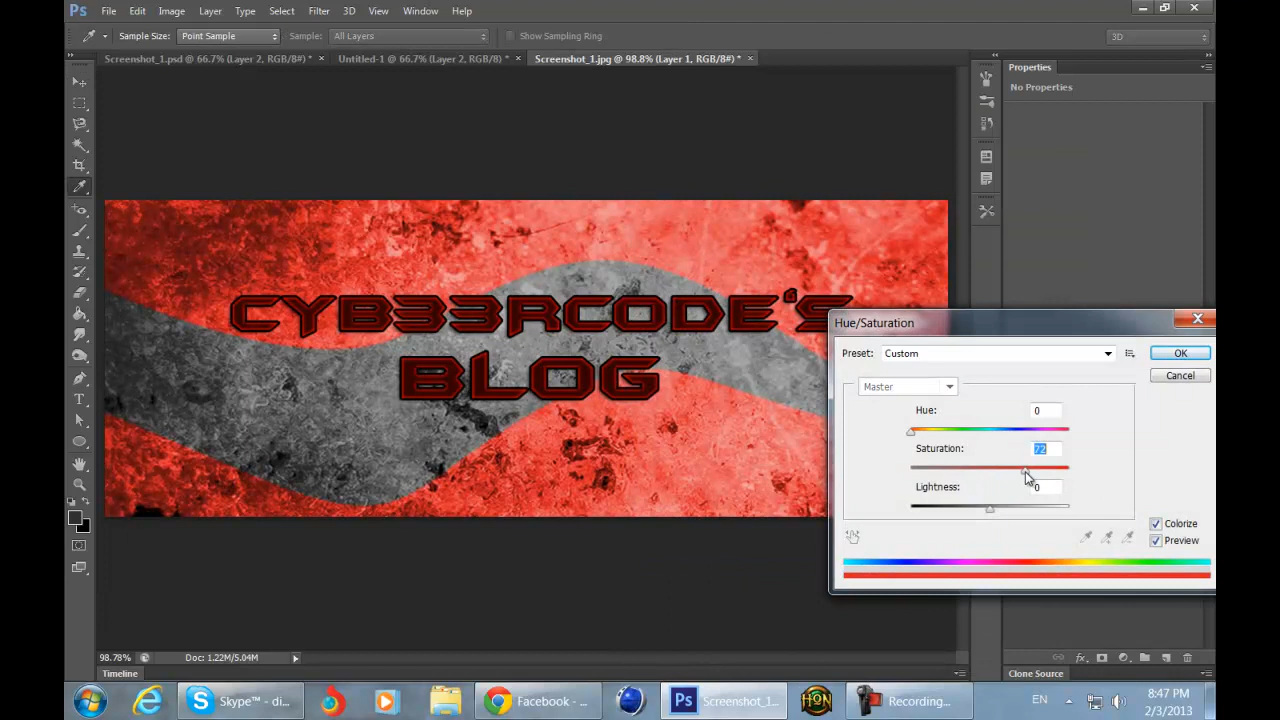 Ps File Edit Image Layer Type Select Filter 3D View Window Help
Sample Size: Point Sample Sample: All Layers Show Sampling Ring 3D
Screenshot_1.psd @ 66.7% (Layer 2, RGB/8#) * × Untitled-1 @ 66.7% (Layer 2, RGB/8) * × Screenshot_1.jpg @ 98.8% (Layer 1, RGB/8#) * ×
Properties
No Properties
CYB33RCODE'S
BLOG
Hue/Saturation
Preset: Custom OK
Master Cancel
Hue: 0
Saturation: 72
Lightness: 0
Colorize
Preview
98.78% Doc: 1.22M/5.04M
Timeline Clone Source
Skype™ - di... Facebook - ... Ps Screenshot_1... HON Recording... EN 8:47 PM
2/3/2013